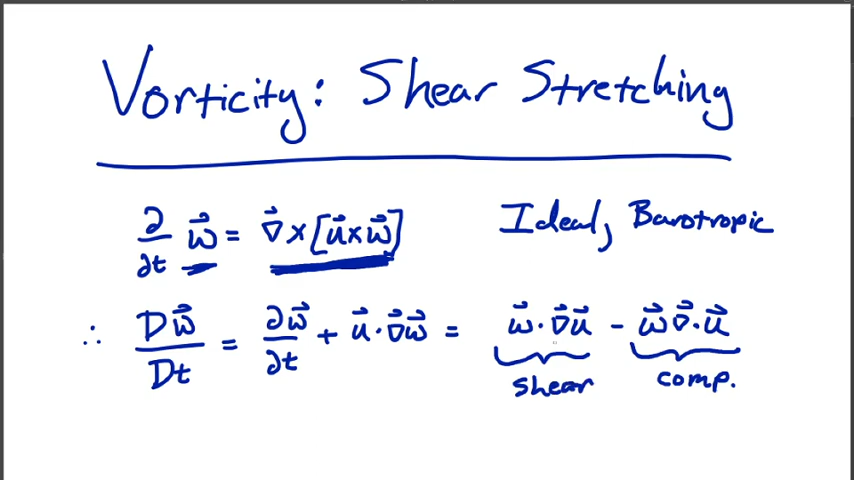 Vorticity: Shear Stretching
∂/∂t w⃗ = ∇⃗×[u⃗×w⃗] Ideal, Barotropic
∴ Dw⃗/Dt = ∂w⃗/∂t + u⃗·∇⃗w⃗ = w⃗·∇⃗u⃗ - w⃗∇⃗·u⃗
shear comp.